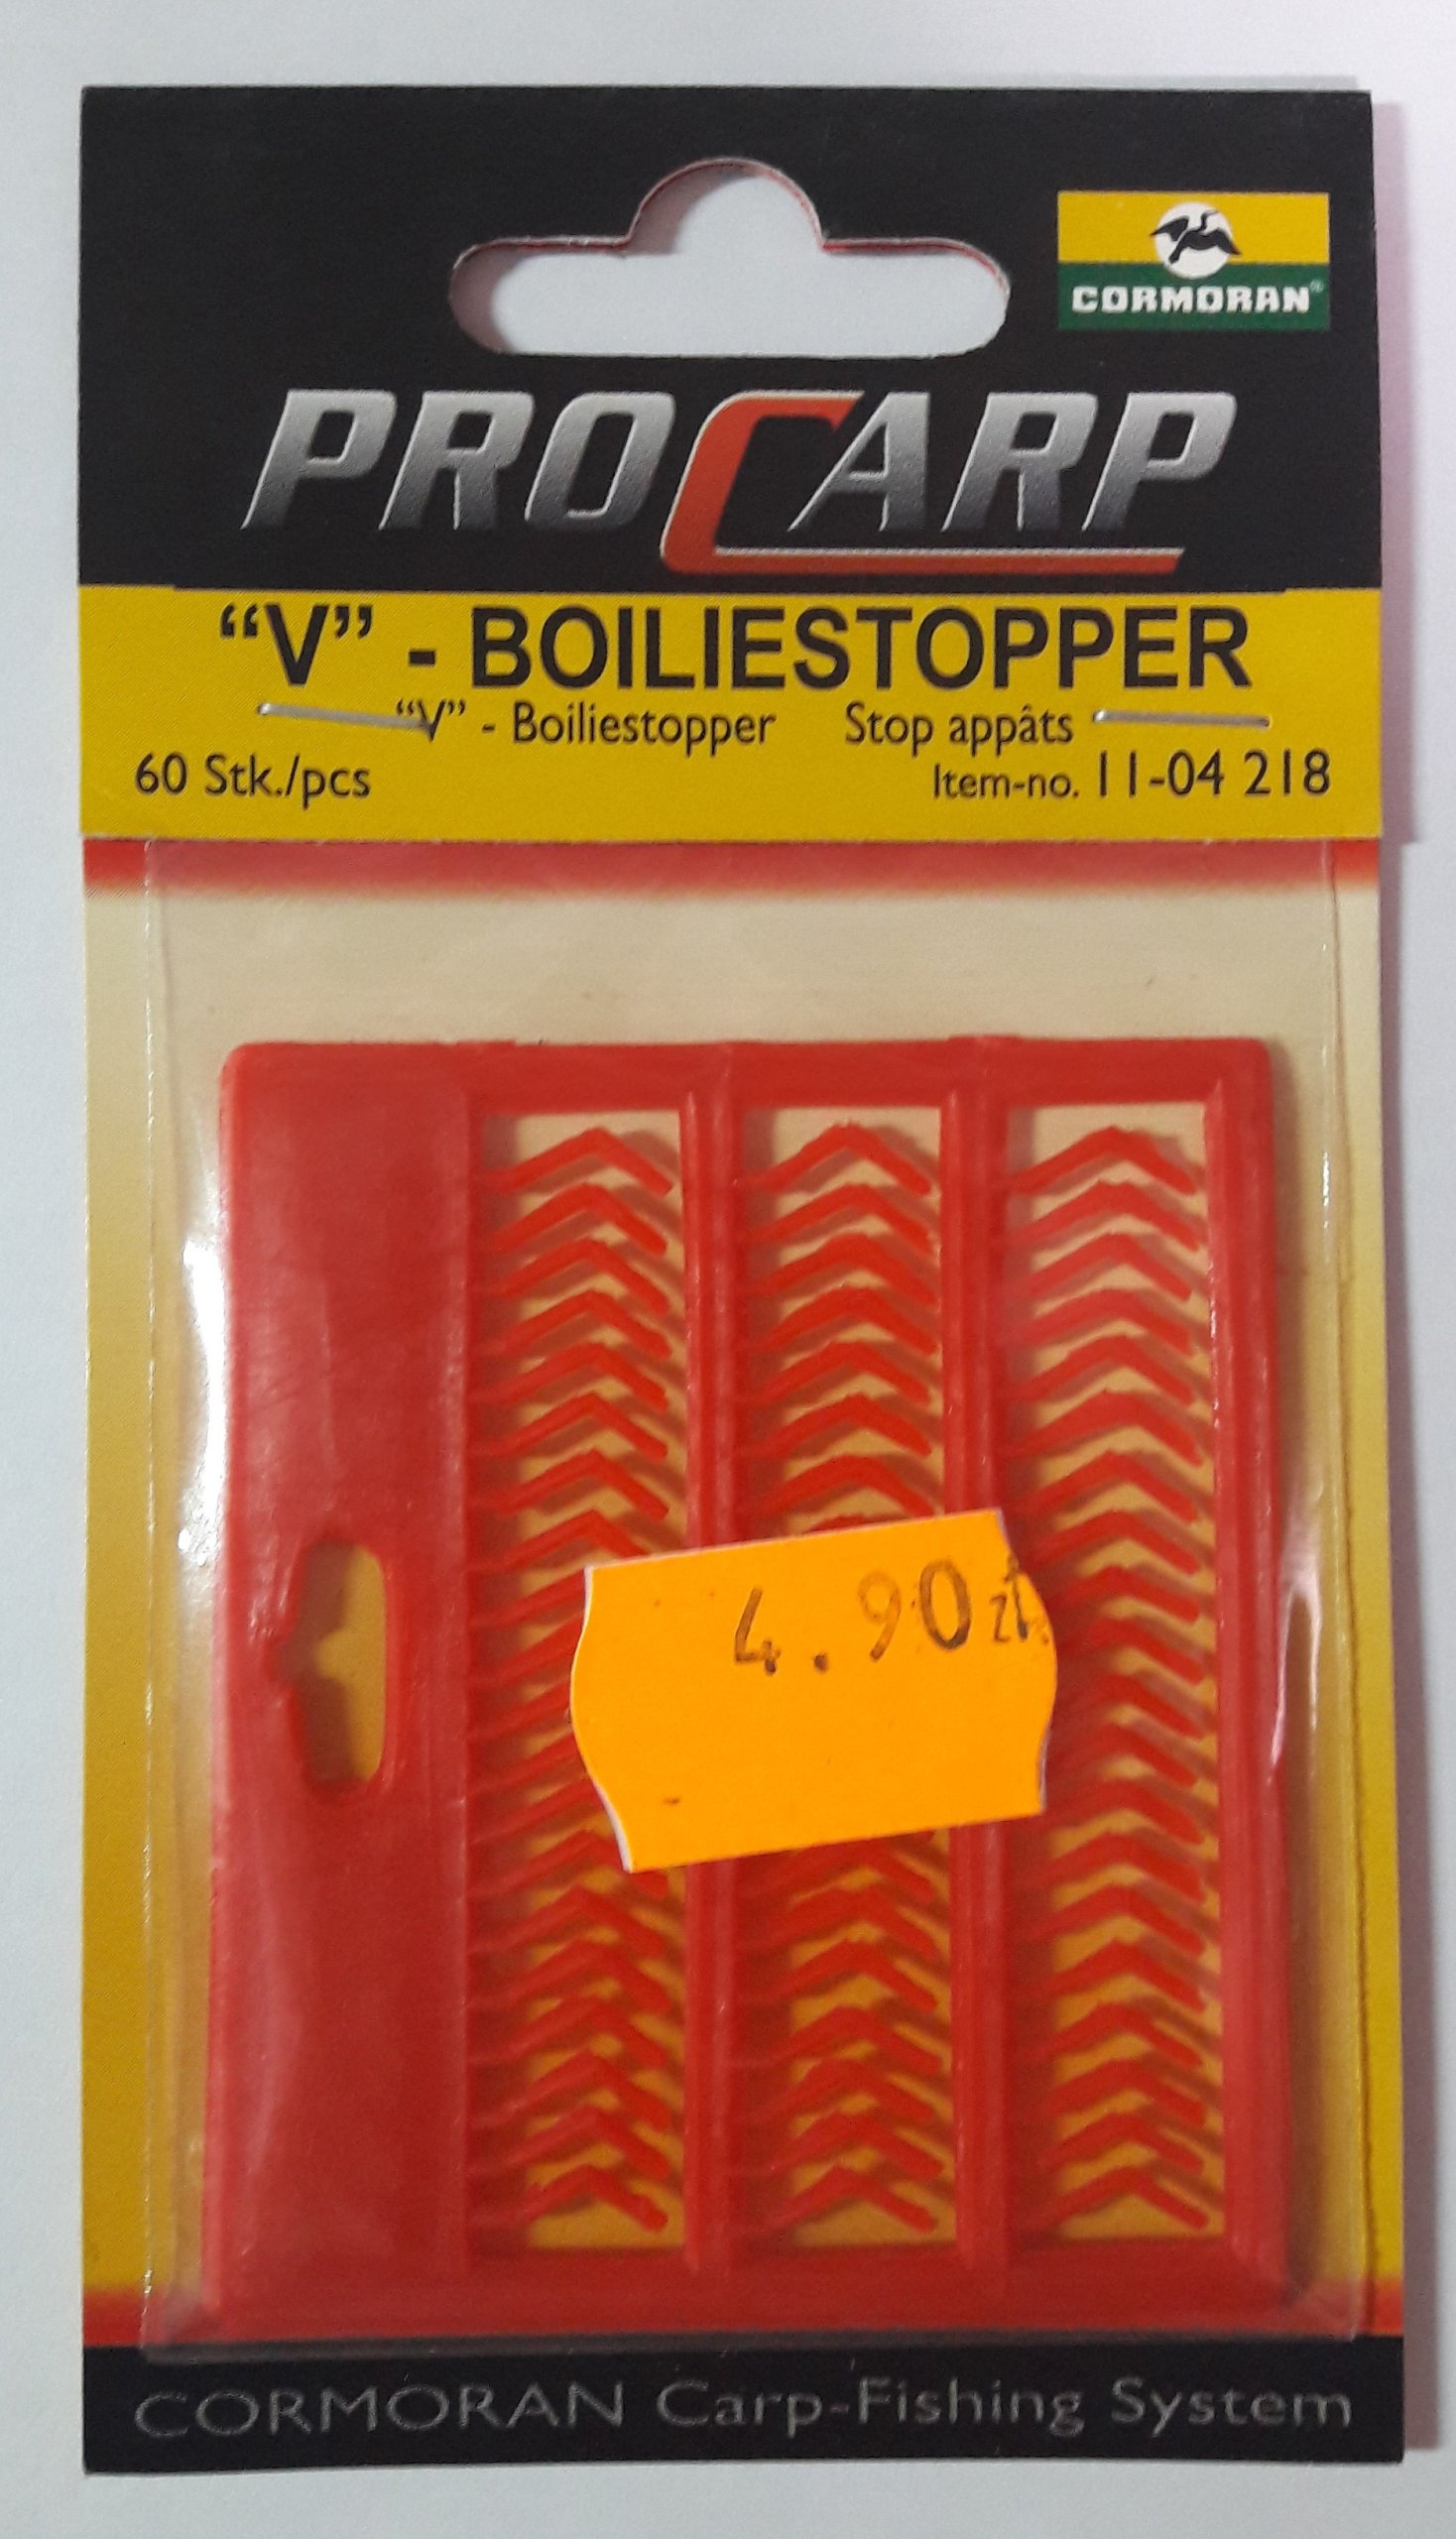 CORMORAN®
PROCARP
“V” - BOILIESTOPPER
“V” - Boiliestopper Stop appâts
60 Stk./pcs Item-no. 11-04 218
4.90 zł.
CORMORAN Carp-Fishing System